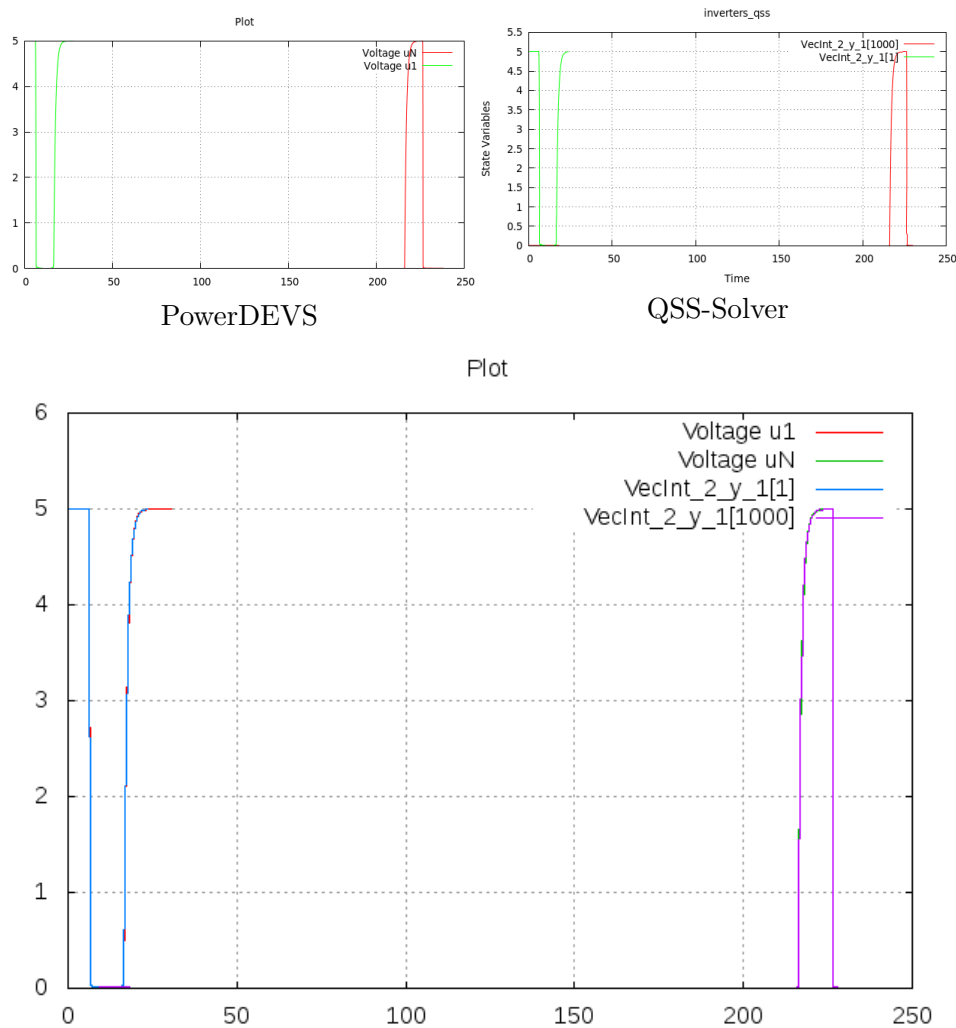 Plot
Voltage uN
Voltage u1
5
4
3
2
1
0
0
50
100
150
200
250
PowerDEVS
inverters_qss
VecInt_2_y_1[1000]
VecInt_2_y_1[1]
State Variables
5.5
5
4.5
4
3.5
3
2.5
2
1.5
1
0.5
0
0
50
100
150
200
250
Time
QSS-Solver
Plot
Voltage u1
Voltage uN
VecInt_2_y_1[1]
VecInt_2_y_1[1000]
6
5
4
3
2
1
0
0
50
100
150
200
250